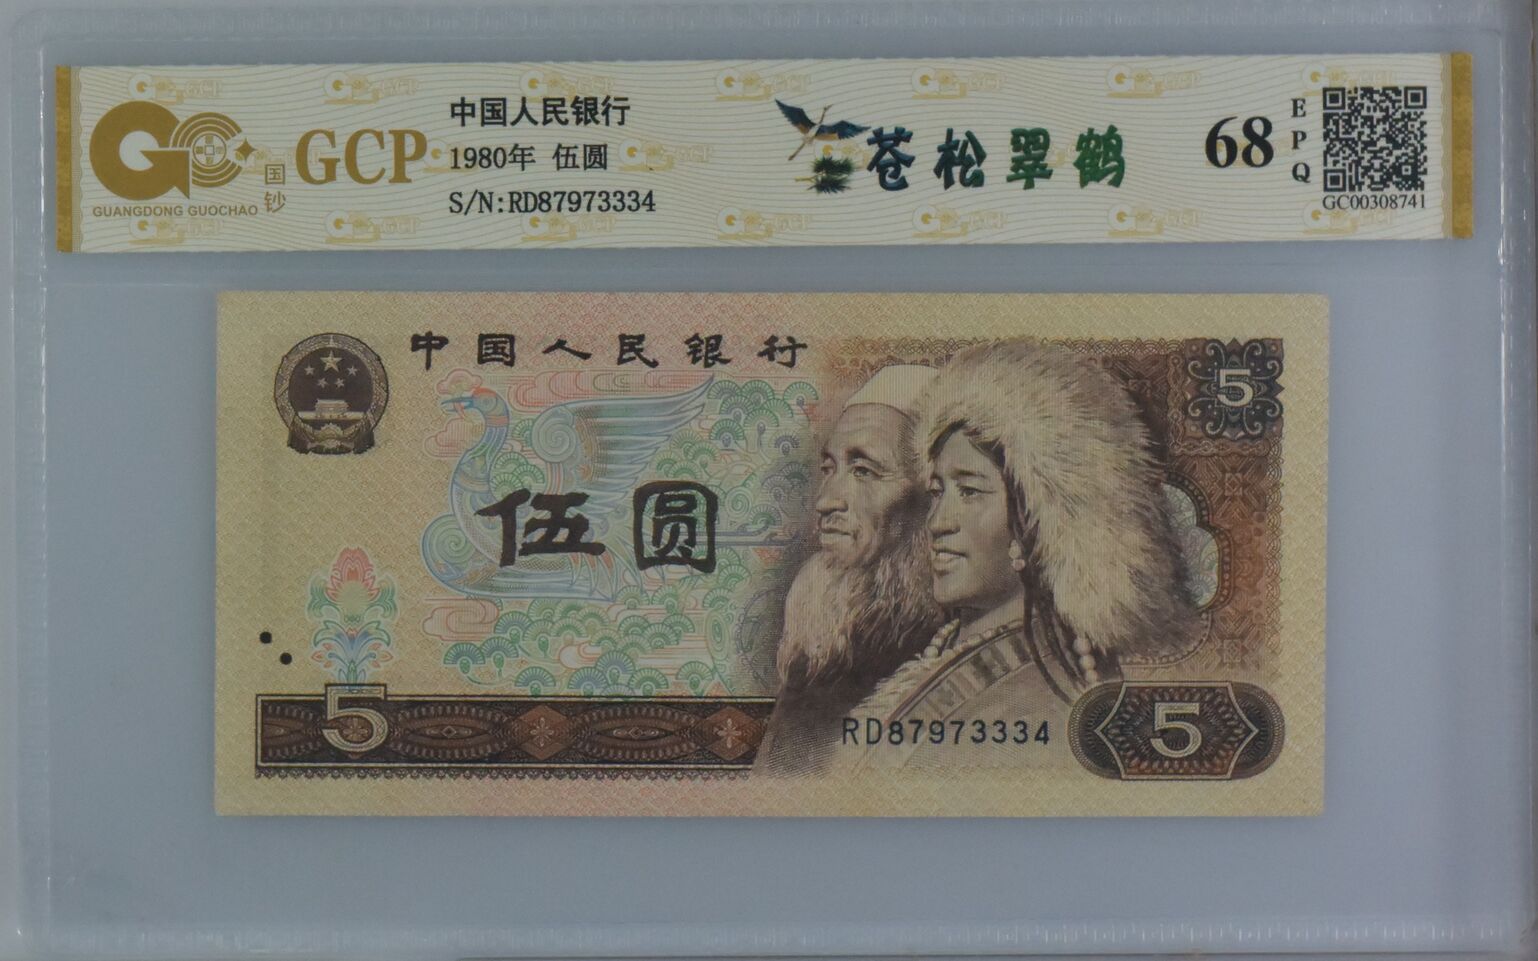 GCP
国钞
GUANGDONG GUOCHAO
中国人民银行
1980年 伍圆
S/N:RD87973334
苍松翠鹤
68
EPQ
GC00308741
中国人民银行
5
伍圆
5
RD87973334
5